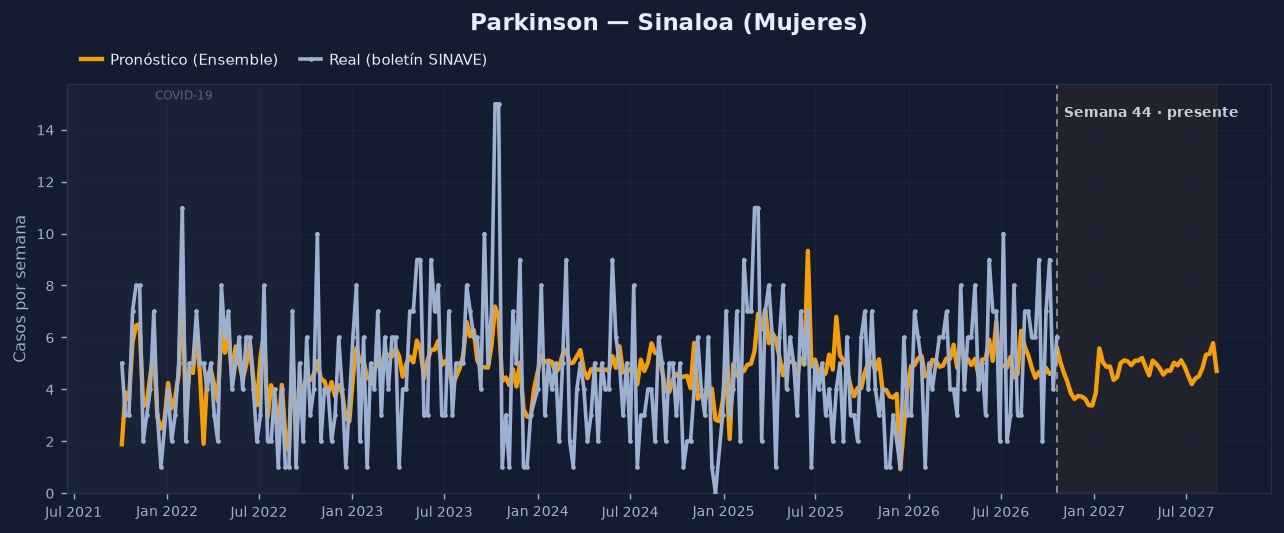 Parkinson — Sinaloa (Mujeres)
Pronóstico (Ensemble) Real (boletín SINAVE)
COVID-19
Semana 44 · presente
Casos por semana
14
12
10
8
6
4
2
0
Jul 2021 Jan 2022 Jul 2022 Jan 2023 Jul 2023 Jan 2024 Jul 2024 Jan 2025 Jul 2025 Jan 2026 Jul 2026 Jan 2027 Jul 2027